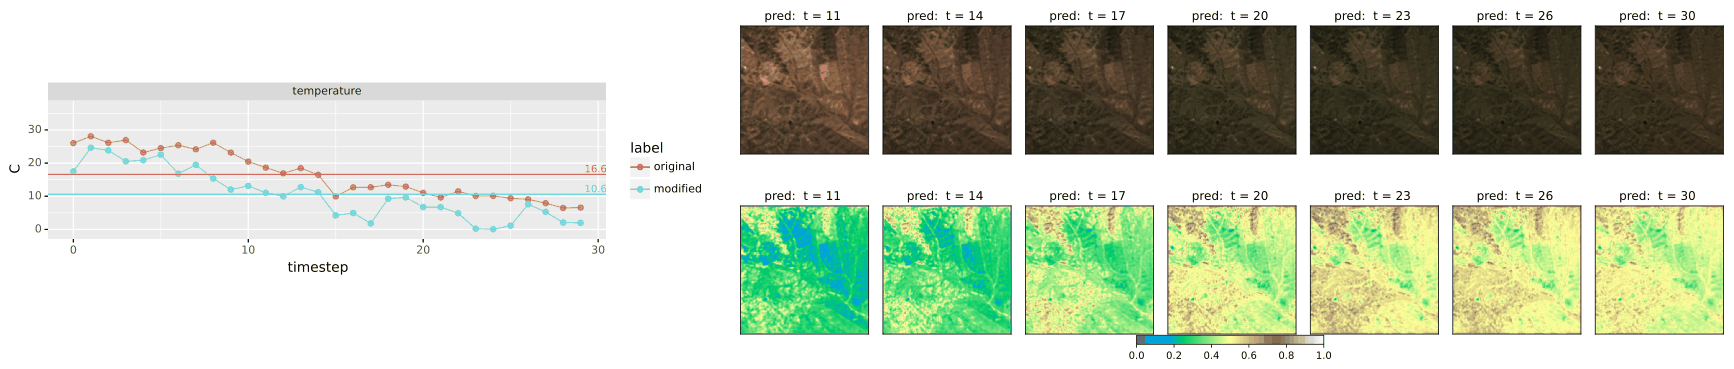 temperature
C
30
20
10
0
16.6
10.6
0 10 20 30
timestep
label
original
modified
pred: t = 11 pred: t = 14 pred: t = 17 pred: t = 20 pred: t = 23 pred: t = 26 pred: t = 30
pred: t = 11 pred: t = 14 pred: t = 17 pred: t = 20 pred: t = 23 pred: t = 26 pred: t = 30
0.0 0.2 0.4 0.6 0.8 1.0